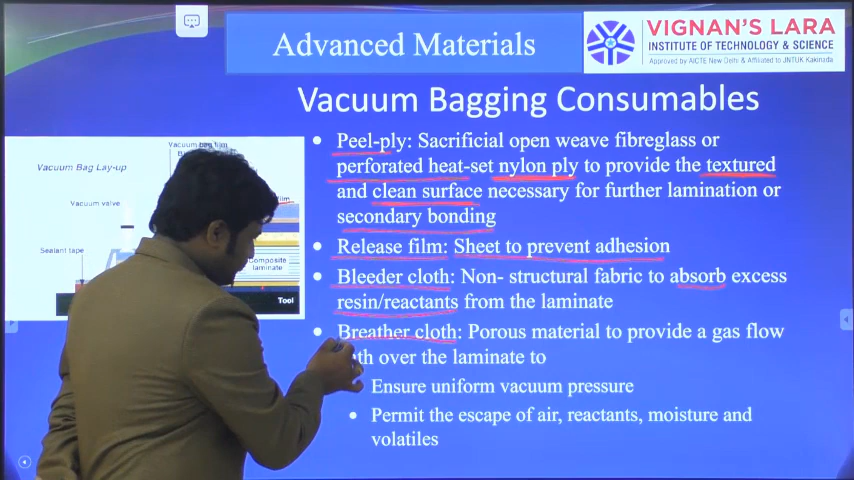 Advanced Materials
VIGNAN'S LARA
INSTITUTE OF TECHNOLOGY & SCIENCE
Approved by AICTE New Delhi & Affiliated to JNTUK Kakinada
Vacuum Bagging Consumables
Vacuum bag film
Vacuum Bag Lay-up
Vacuum valve
film
Sealant tape
Composite
laminate
Tool
• Peel-ply: Sacrificial open weave fibreglass or
perforated heat-set nylon ply to provide the textured
and clean surface necessary for further lamination or
secondary bonding
• Release film: Sheet to prevent adhesion
• Bleeder cloth: Non- structural fabric to absorb excess
resin/reactants from the laminate
• Breather cloth: Porous material to provide a gas flow
over the laminate to
Ensure uniform vacuum pressure
• Permit the escape of air, reactants, moisture and
volatiles